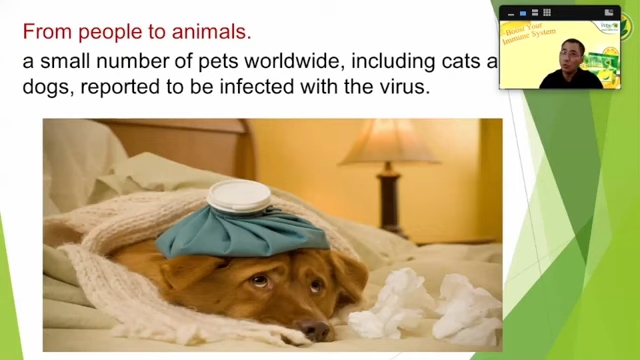 From people to animals.
a small number of pets worldwide, including cats a
dogs, reported to be infected with the virus.
Boost Your
Immune System